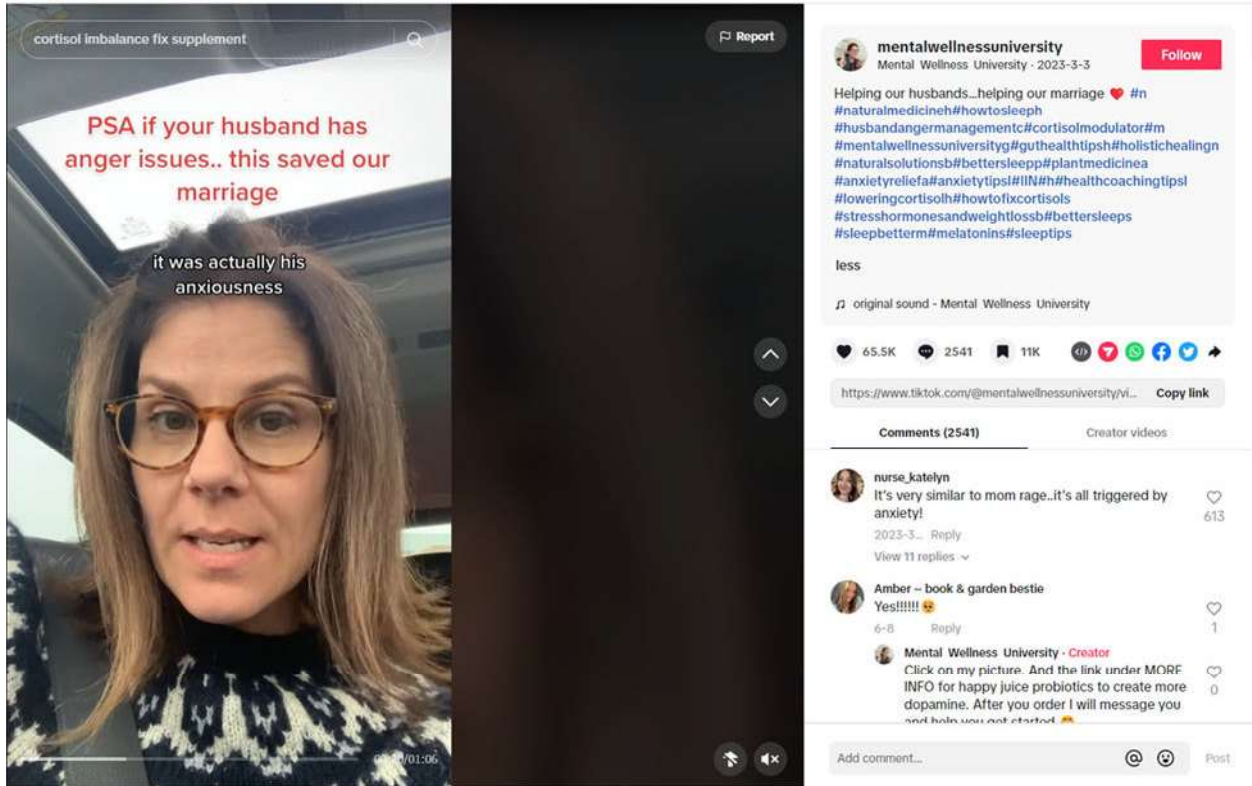 cortisol imbalance fix supplement
Report
PSA if your husband has
anger issues.. this saved our
marriage
it was actually his
anxiousness
/01:06
mentalwellnessuniversity
Mental Wellness University · 2023-3-3
Follow
Helping our husbands...helping our marriage ❤️ #n
#naturalmedicineh#howtosleeph
#husbandangermanagementc#cortisolmodulator#m
#mentalwellnessuniversityg#guthealthtipsh#holistichealingn
#naturalsolutionsb#bettersleepp#plantmedicinea
#anxietyreliefa#anxietytipsl#IIN#h#healthcoachingtipsl
#loweringcortisolh#howtofixcortisols
#stresshormonesandweightlossb#bettersleeps
#sleepbetterm#melatonins#sleeptips
less
original sound - Mental Wellness University
65.5K 2541 11K
https://www.tiktok.com/@mentalwellnessuniversity/vi... Copy link
Comments (2541) Creator videos
nurse_katelyn
It's very similar to mom rage..it's all triggered by
anxiety!
613
2023-3... Reply
View 11 replies
Amber – book & garden bestie
Yes!!!!!! 🥺
6-8 Reply
1
Mental Wellness University · Creator
Click on my picture. And the link under MORE
INFO for happy juice probiotics to create more
0
dopamine. After you order I will message you
and help you get started 😁
Add comment... @ Post